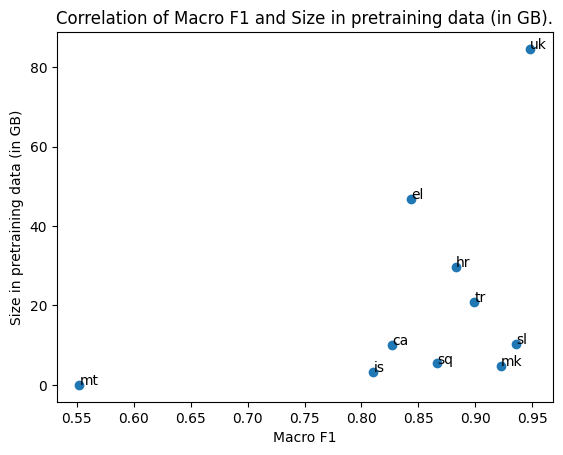 Correlation of Macro F1 and Size in pretraining data (in GB).
Size in pretraining data (in GB)
80
60
40
20
0
uk
el
hr
tr
ca
sl
is
sq
mk
mt
0.55 0.60 0.65 0.70 0.75 0.80 0.85 0.90 0.95
Macro F1